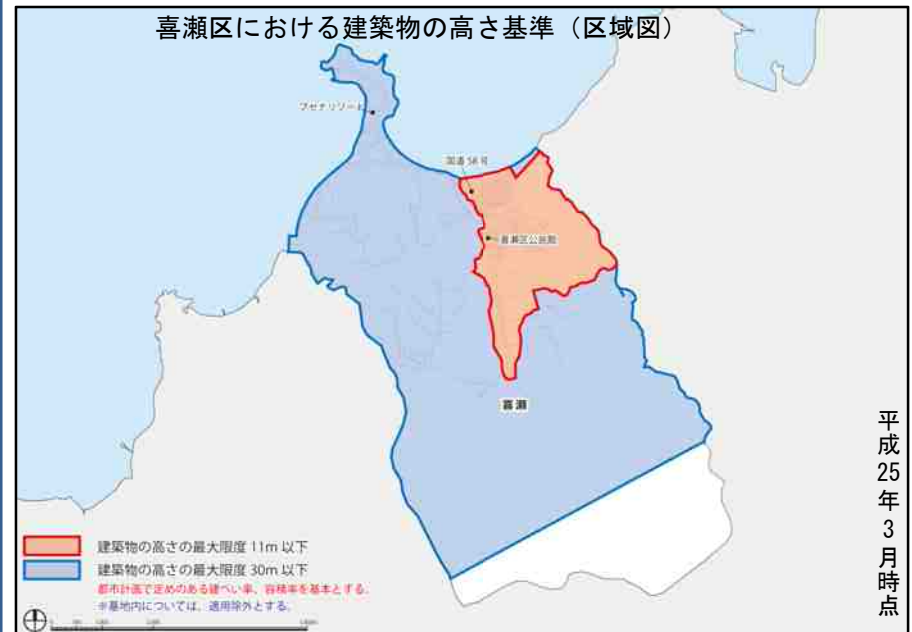 喜瀬区における建築物の高さ基準（区域図）
ブセナリゾート
国道58号
喜瀬区公民館
喜瀬
平成25年3月時点
建築物の高さの最大限度 11m 以下
建築物の高さの最大限度 30m 以下
都市計画で定めのある建ぺい率、容積率を基本とする。
※基地内については、適用除外とする。